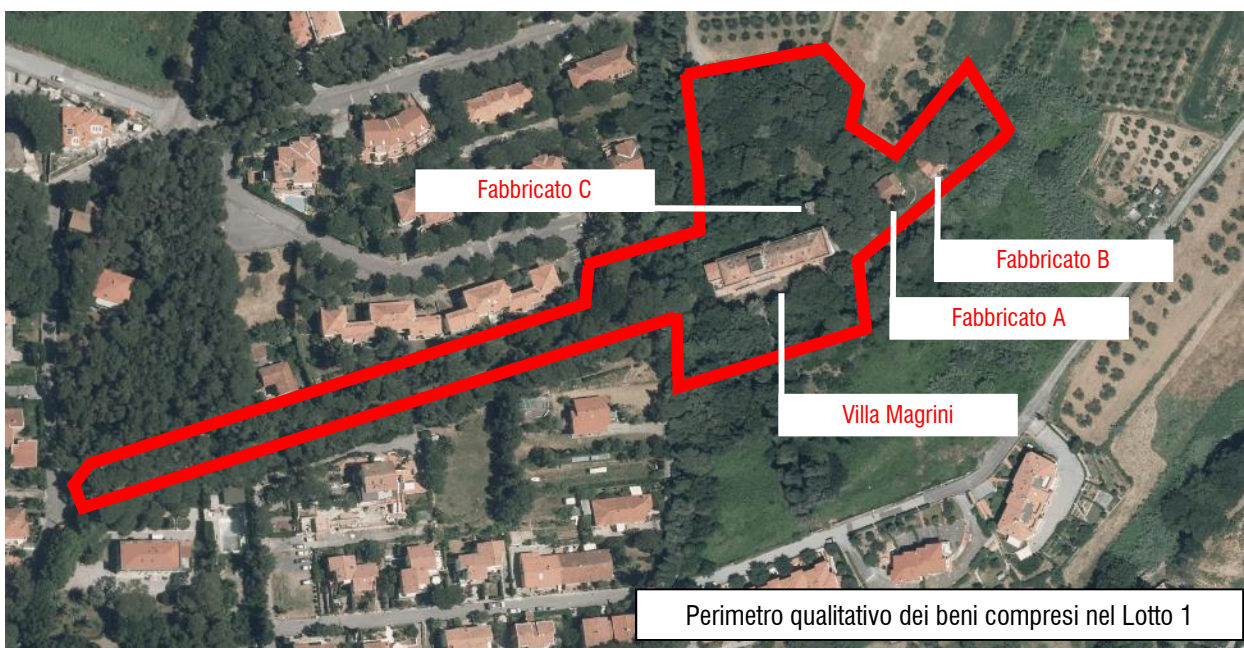 Fabbricato C
Fabbricato B
Fabbricato A
Villa Magrini
Perimetro qualitativo dei beni compresi nel Lotto 1